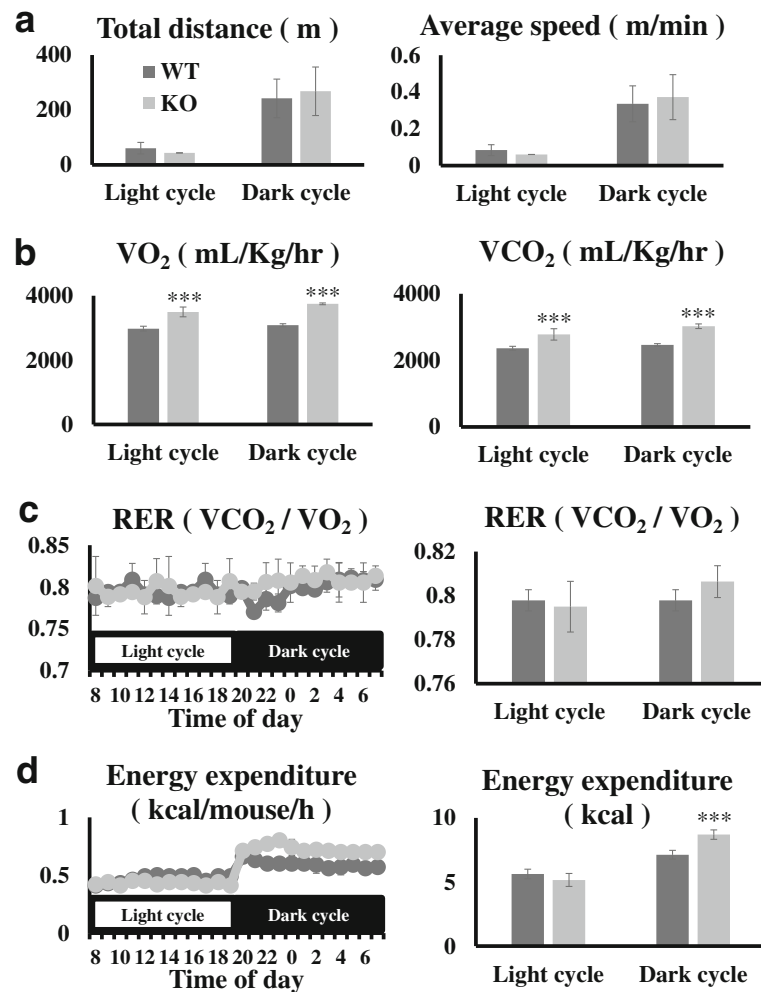 a
Total distance ( m )
400
200
0
WT
KO
Light cycle Dark cycle
Average speed ( m/min )
0.6
0.4
0.2
0
Light cycle Dark cycle
b
VO₂ ( mL/Kg/hr )
4000
2000
0
***
***
Light cycle Dark cycle
VCO₂ ( mL/Kg/hr )
4000
2000
0
***
***
Light cycle Dark cycle
c
RER ( VCO₂ / VO₂ )
0.85
0.8
0.75
0.7
Light cycle Dark cycle
8 10 12 14 16 18 20 22 0 2 4 6
Time of day
RER ( VCO₂ / VO₂ )
0.82
0.8
0.78
0.76
Light cycle Dark cycle
d
Energy expenditure
( kcal/mouse/h )
1
0.5
0
Light cycle Dark cycle
8 10 12 14 16 18 20 22 0 2 4 6
Time of day
Energy expenditure
( kcal )
10
5
0
***
Light cycle Dark cycle